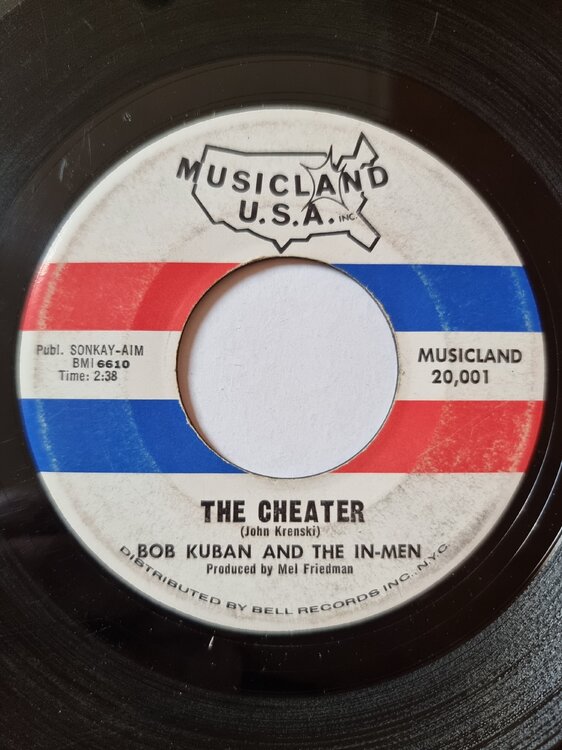 MUSICLAND
U.S.A. INC.
Publ. SONKAY-AIM
BMI 6610
Time: 2:38
MUSICLAND
20,001
THE CHEATER
(John Krenski)
BOB KUBAN AND THE IN-MEN
Produced by Mel Friedman
DISTRIBUTED BY BELL RECORDS INC., N.Y.C.